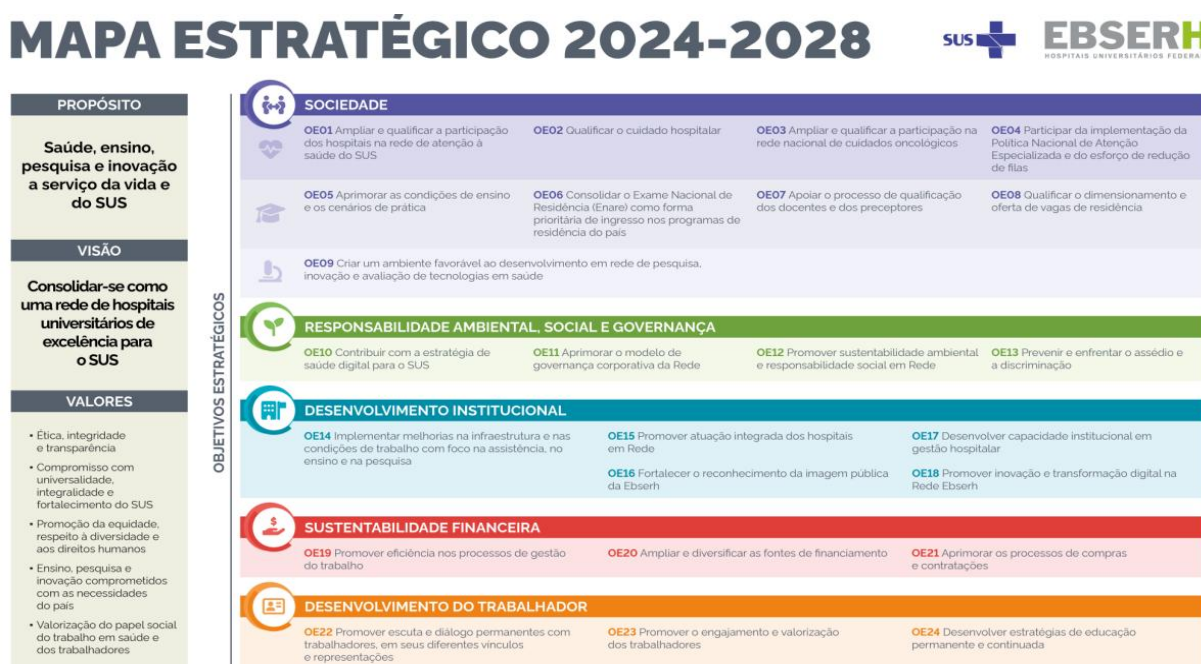 MAPA ESTRATÉGICO 2024-2028
SUS
EBSERH
HOSPITAIS UNIVERSITÁRIOS FEDERAI
PROPÓSITO
Saúde, ensino,
pesquisa e inovação
a serviço da vida e
do SUS
VISÃO
Consolidar-se como
uma rede de hospitais
universitários de
excelência para
o SUS
VALORES
• Ética, integridade
e transparência
• Compromisso com
universalidade,
integralidade e
fortalecimento do SUS
• Promoção da equidade,
respeito à diversidade e
aos direitos humanos
• Ensino, pesquisa e
inovação comprometidos
com as necessidades
do país
• Valorização do papel social
do trabalho em saúde e
dos trabalhadores
OBJETIVOS ESTRATÉGICOS
SOCIEDADE
OE01 Ampliar e qualificar a participação
dos hospitais na rede de atenção à
saúde do SUS
OE02 Qualificar o cuidado hospitalar
OE03 Ampliar e qualificar a participação na
rede nacional de cuidados oncológicos
OE04 Participar da implementação da
Política Nacional de Atenção
Especializada e do esforço de redução
de filas
OE05 Aprimorar as condições de ensino
e os cenários de prática
OE06 Consolidar o Exame Nacional de
Residência (Enare) como forma
prioritária de ingresso nos programas de
residência do país
OE07 Apoiar o processo de qualificação
dos docentes e dos preceptores
OE08 Qualificar o dimensionamento e
oferta de vagas de residência
OE09 Criar um ambiente favorável ao desenvolvimento em rede de pesquisa,
inovação e avaliação de tecnologias em saúde
RESPONSABILIDADE AMBIENTAL, SOCIAL E GOVERNANÇA
OE10 Contribuir com a estratégia de
saúde digital para o SUS
OE11 Aprimorar o modelo de
governança corporativa da Rede
OE12 Promover sustentabilidade ambiental
e responsabilidade social em Rede
OE13 Prevenir e enfrentar o assédio e
a discriminação
DESENVOLVIMENTO INSTITUCIONAL
OE14 Implementar melhorias na infraestrutura e nas
condições de trabalho com foco na assistência, no
ensino e na pesquisa
OE15 Promover atuação integrada dos hospitais
em Rede
OE16 Fortalecer o reconhecimento da imagem pública
da Ebserh
OE17 Desenvolver capacidade institucional em
gestão hospitalar
OE18 Promover inovação e transformação digital na
Rede Ebserh
SUSTENTABILIDADE FINANCEIRA
OE19 Promover eficiência nos processos de gestão
do trabalho
OE20 Ampliar e diversificar as fontes de financiamento
OE21 Aprimorar os processos de compras
e contratações
DESENVOLVIMENTO DO TRABALHADOR
OE22 Promover escuta e diálogo permanentes com
trabalhadores, em seus diferentes vínculos
e representações
OE23 Promover o engajamento e valorização
dos trabalhadores
OE24 Desenvolver estratégias de educação
permanente e continuada